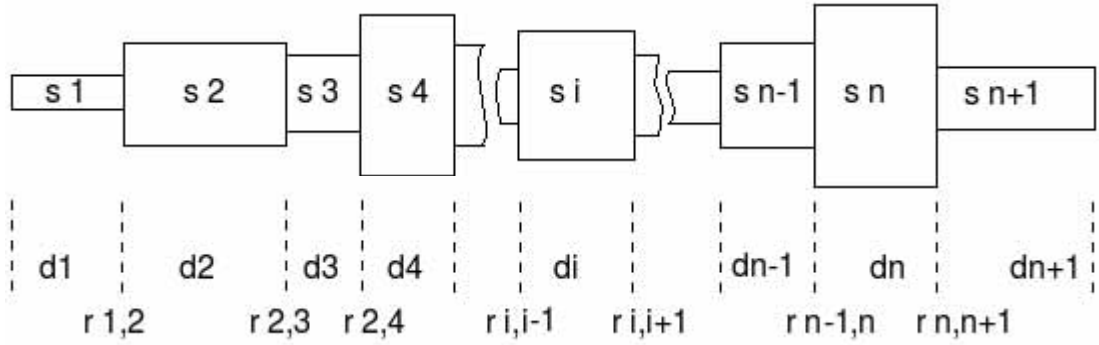 s 1 s 2 s 3 s 4 s i s n-1 s n s n+1
d1 d2 d3 d4 di dn-1 dn dn+1
r 1,2 r 2,3 r 2,4 r i,i-1 r i,i+1 r n-1,n r n,n+1